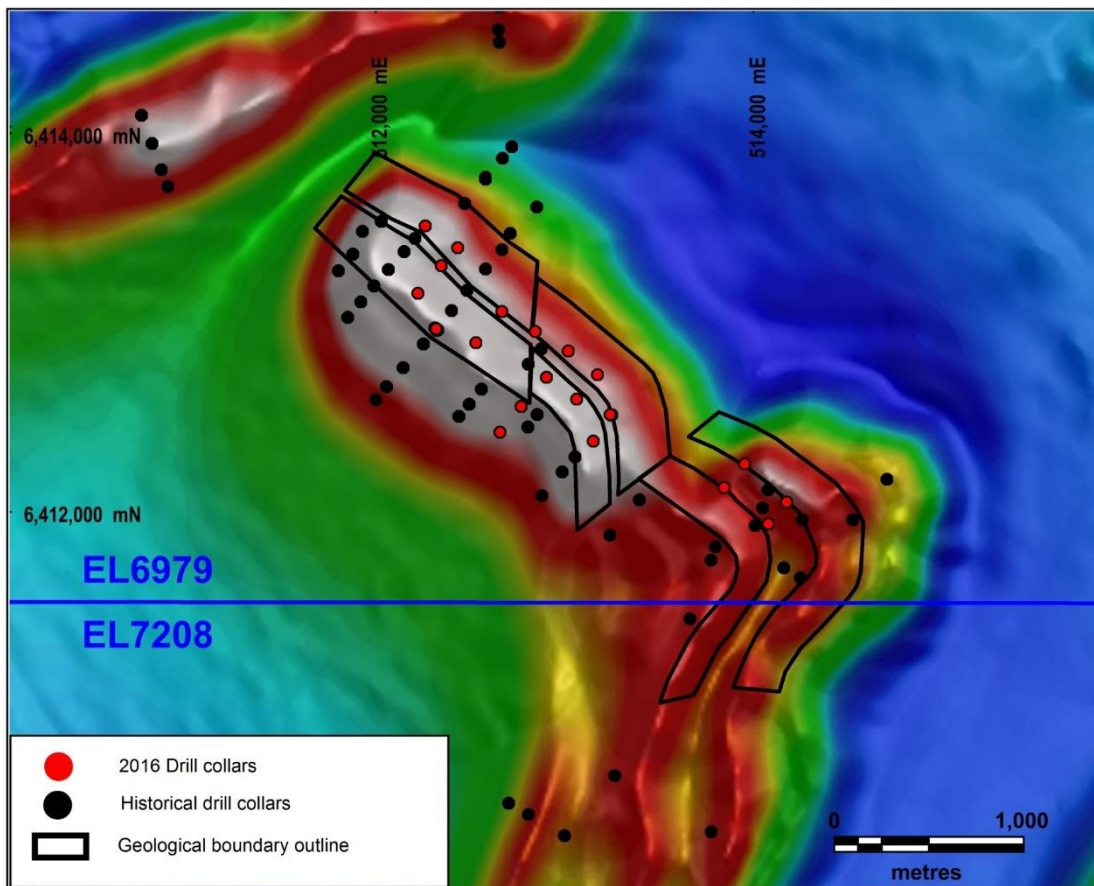 512,000 mE
514,000 mE
6,414,000 mN
6,412,000 mN
EL6979
EL7208
2016 Drill collars
Historical drill collars
Geological boundary outline
0 1,000
metres